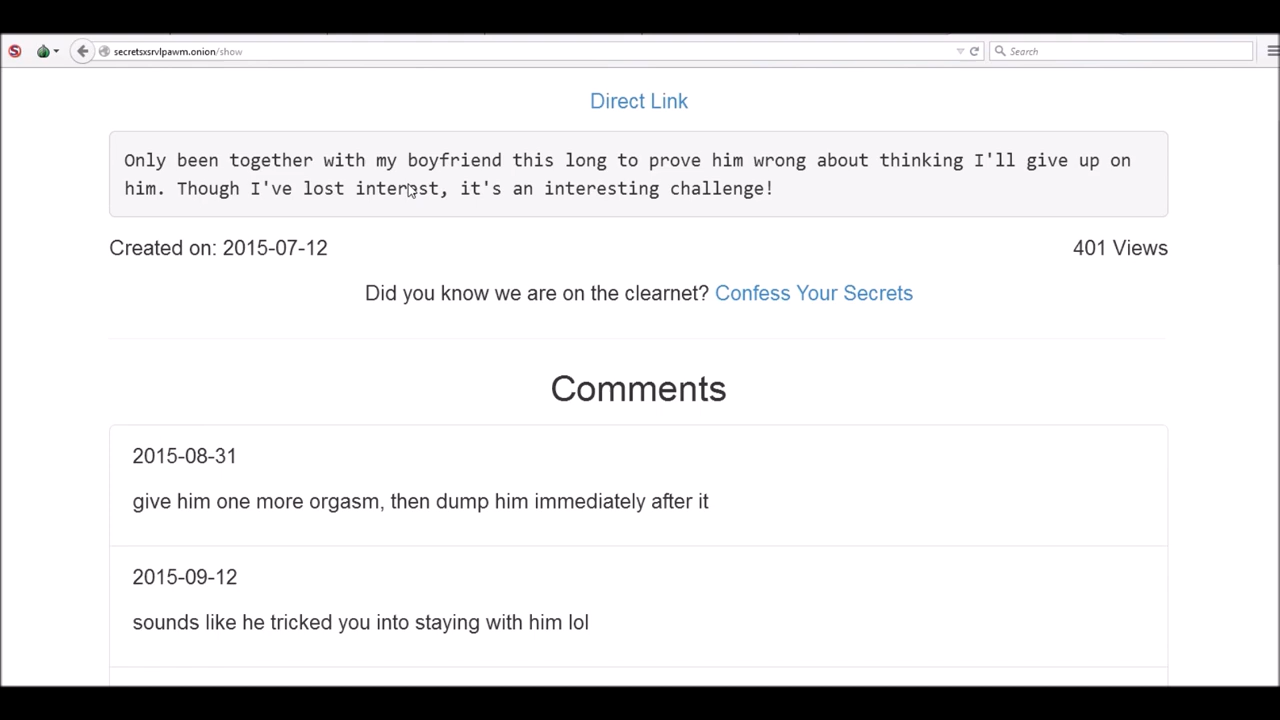 secretsxsrvlpawm.onion/show
Search
Direct Link
Only been together with my boyfriend this long to prove him wrong about thinking I'll give up on
him. Though I've lost interest, it's an interesting challenge!
Created on: 2015-07-12
401 Views
Did you know we are on the clearnet? Confess Your Secrets
Comments
2015-08-31
give him one more orgasm, then dump him immediately after it
2015-09-12
sounds like he tricked you into staying with him lol